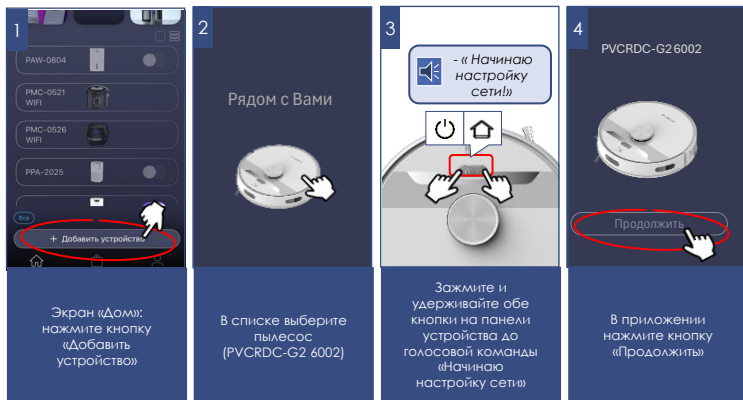 1
PAW-0804
PMC-0521
WIFI
PMC-0526
WIFI
PPA-2025
Все
+ Добавить устройство
Экран «Дом»:
нажмите кнопку
«Добавить
устройство»
2
Рядом с Вами
В списке выберите
пылесос
(PVCRDC-G2 6002)
3
- « Начинаю
настройку
сети!»
Зажмите и
удерживайте обе
кнопки на панели
устройства до
голосовой команды
«Начинаю
настройку сети»
4
PVCRDC-G2 6002
Продолжить
В приложении
нажмите кнопку
«Продолжить»